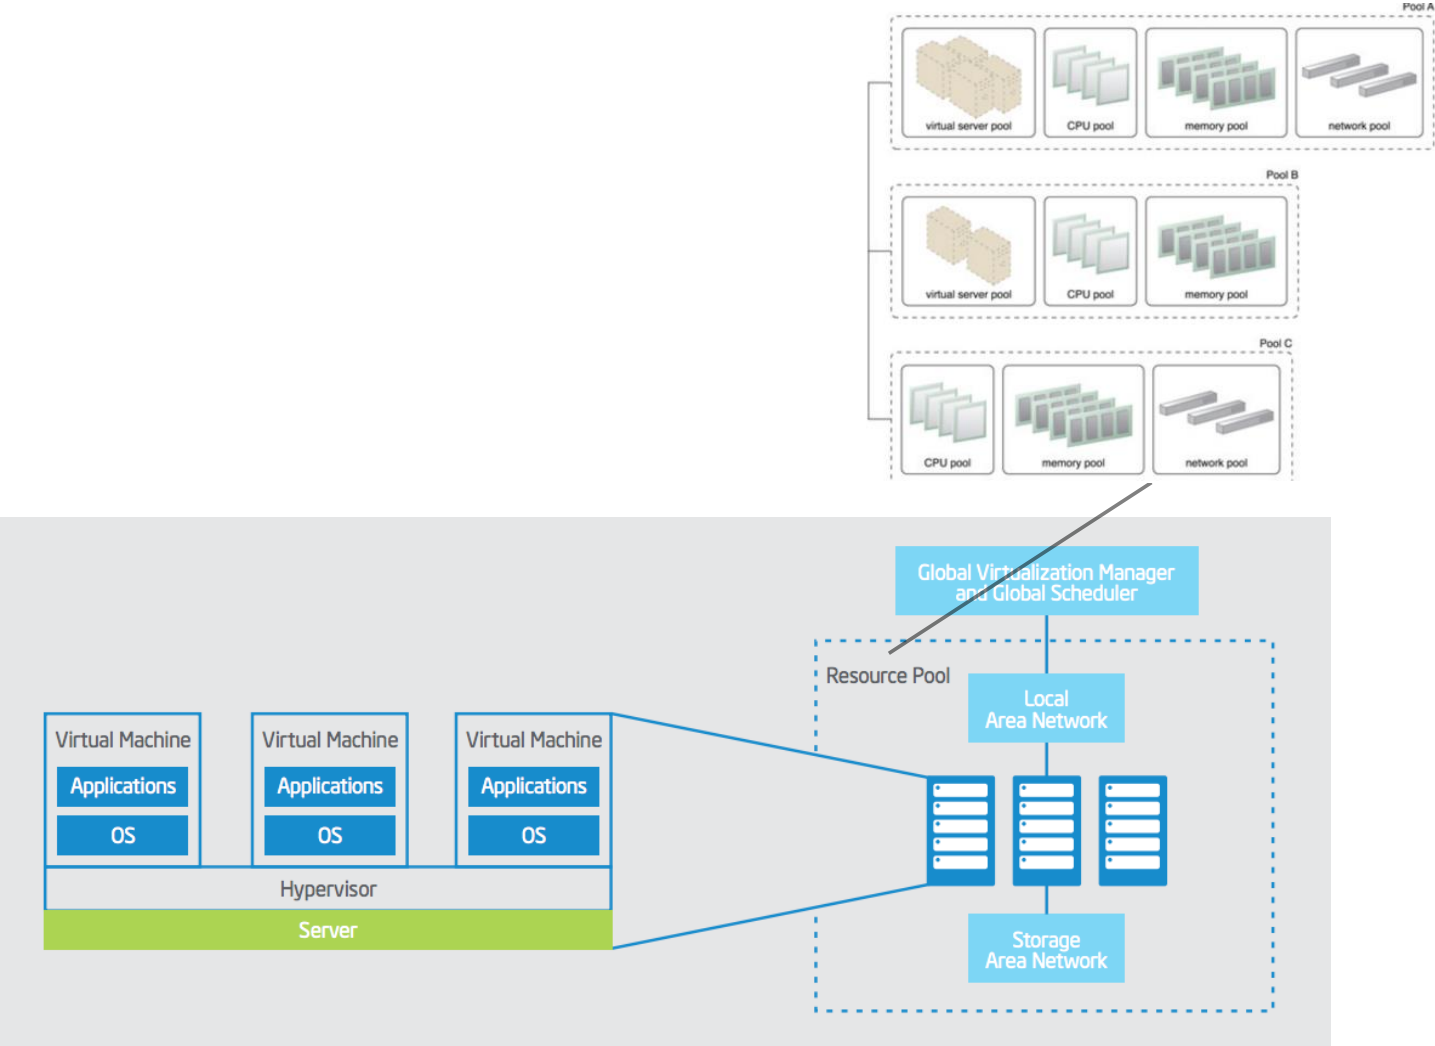 Pool A
virtual server pool
CPU pool
memory pool
network pool
Pool B
virtual server pool
CPU pool
memory pool
Pool C
CPU pool
memory pool
network pool
Global Virtualization Manager
and Global Scheduler
Resource Pool
Local
Area Network
Storage
Area Network
Virtual Machine
Applications
OS
Virtual Machine
Applications
OS
Virtual Machine
Applications
OS
Hypervisor
Server